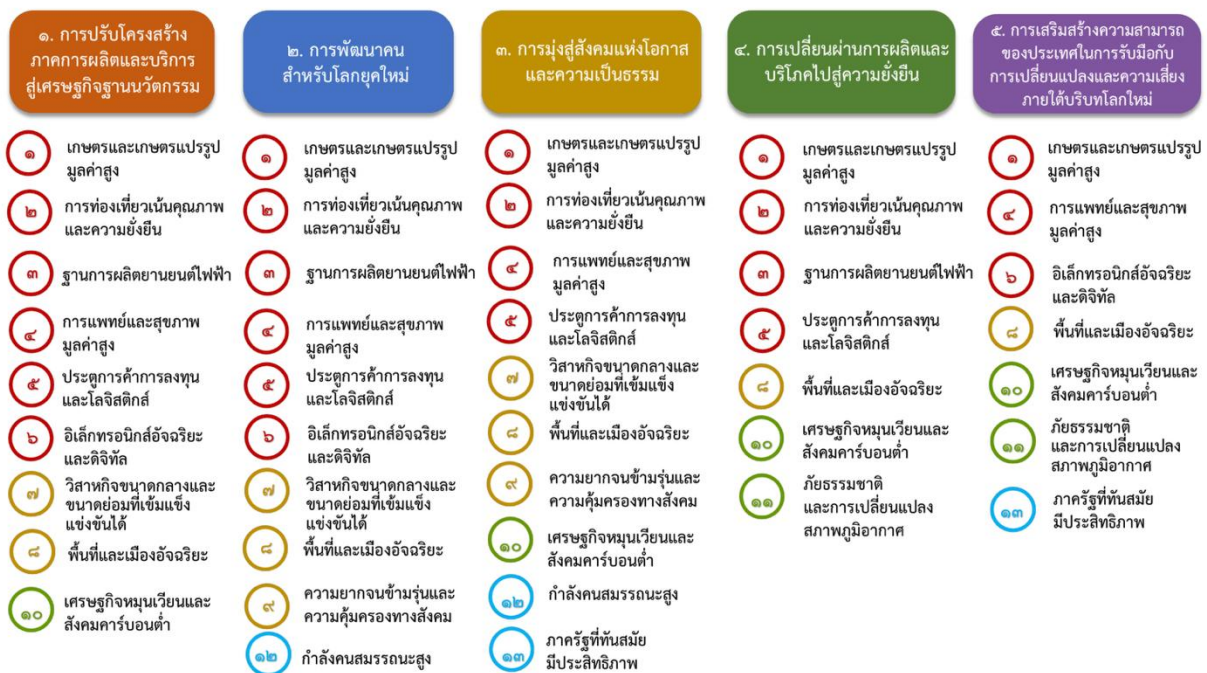 ๑. การปรับโครงสร้าง
ภาคการผลิตและบริการ
สู่เศรษฐกิจฐานนวัตกรรม
๑
เกษตรและเกษตรแปรรูป
มูลค่าสูง
๒
การท่องเที่ยวเน้นคุณภาพ
และความยั่งยืน
๓
ฐานการผลิตยานยนต์ไฟฟ้า
๔
การแพทย์และสุขภาพ
มูลค่าสูง
๕
ประตูการค้าการลงทุน
และโลจิสติกส์
๖
อิเล็กทรอนิกส์อัจฉริยะ
และดิจิทัล
๗
วิสาหกิจขนาดกลางและ
ขนาดย่อมที่เข้มแข็ง
แข่งขันได้
๘
พื้นที่และเมืองอัจฉริยะ
๑๐
เศรษฐกิจหมุนเวียนและ
สังคมคาร์บอนต่ำ
๒. การพัฒนาคน
สำหรับโลกยุคใหม่
๑
เกษตรและเกษตรแปรรูป
มูลค่าสูง
๒
การท่องเที่ยวเน้นคุณภาพ
และความยั่งยืน
๓
ฐานการผลิตยานยนต์ไฟฟ้า
๔
การแพทย์และสุขภาพ
มูลค่าสูง
๕
ประตูการค้าการลงทุน
และโลจิสติกส์
๖
อิเล็กทรอนิกส์อัจฉริยะ
และดิจิทัล
๗
วิสาหกิจขนาดกลางและ
ขนาดย่อมที่เข้มแข็ง
แข่งขันได้
๘
พื้นที่และเมืองอัจฉริยะ
๙
ความยากจนข้ามรุ่นและ
ความคุ้มครองทางสังคม
๑๒
กำลังคนสมรรถนะสูง
๓. การมุ่งสู่สังคมแห่งโอกาส
และความเป็นธรรม
๑
เกษตรและเกษตรแปรรูป
มูลค่าสูง
๒
การท่องเที่ยวเน้นคุณภาพ
และความยั่งยืน
๔
การแพทย์และสุขภาพ
มูลค่าสูง
๕
ประตูการค้าการลงทุน
และโลจิสติกส์
๗
วิสาหกิจขนาดกลางและ
ขนาดย่อมที่เข้มแข็ง
แข่งขันได้
๘
พื้นที่และเมืองอัจฉริยะ
๙
ความยากจนข้ามรุ่นและ
ความคุ้มครองทางสังคม
๑๐
เศรษฐกิจหมุนเวียนและ
สังคมคาร์บอนต่ำ
๑๒
กำลังคนสมรรถนะสูง
๑๓
ภาครัฐที่ทันสมัย
มีประสิทธิภาพ
๔. การเปลี่ยนผ่านการผลิตและ
บริโภคไปสู่ความยั่งยืน
๑
เกษตรและเกษตรแปรรูป
มูลค่าสูง
๒
การท่องเที่ยวเน้นคุณภาพ
และความยั่งยืน
๓
ฐานการผลิตยานยนต์ไฟฟ้า
๕
ประตูการค้าการลงทุน
และโลจิสติกส์
๘
พื้นที่และเมืองอัจฉริยะ
๑๐
เศรษฐกิจหมุนเวียนและ
สังคมคาร์บอนต่ำ
๑๑
ภัยธรรมชาติ
และการเปลี่ยนแปลง
สภาพภูมิอากาศ
๕. การเสริมสร้างความสามารถ
ของประเทศในการรับมือกับ
การเปลี่ยนแปลงและความเสี่ยง
ภายใต้บริบทโลกใหม่
๑
เกษตรและเกษตรแปรรูป
มูลค่าสูง
๔
การแพทย์และสุขภาพ
มูลค่าสูง
๖
อิเล็กทรอนิกส์อัจฉริยะ
และดิจิทัล
๘
พื้นที่และเมืองอัจฉริยะ
๑๐
เศรษฐกิจหมุนเวียนและ
สังคมคาร์บอนต่ำ
๑๑
ภัยธรรมชาติ
และการเปลี่ยนแปลง
สภาพภูมิอากาศ
๑๓
ภาครัฐที่ทันสมัย
มีประสิทธิภาพ